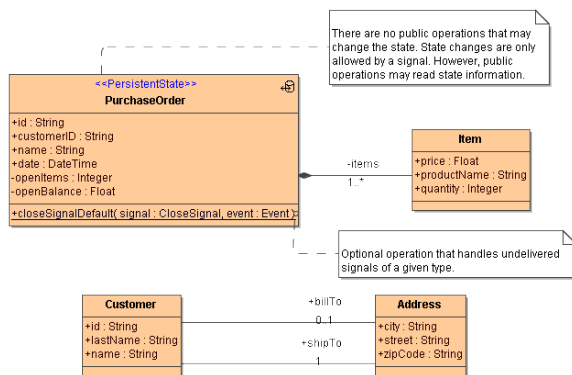 There are no public operations that may
change the state. State changes are only
allowed by a signal. However, public
operations may read state information.
<<PersistentState>>
PurchaseOrder
+id : String
+customerID : String
+name : String
+date : DateTime
-openItems : Integer
-openBalance : Float
+closeSignalDefault( signal : CloseSignal, event : Event )
-items
1..*
Item
+price : Float
+productName : String
+quantity : Integer
Optional operation that handles undelivered
signals of a given type.
Customer
+id : String
+lastName : String
+name : String
+billTo
0..1
+shipTo
1
Address
+city : String
+street : String
+zipCode : String